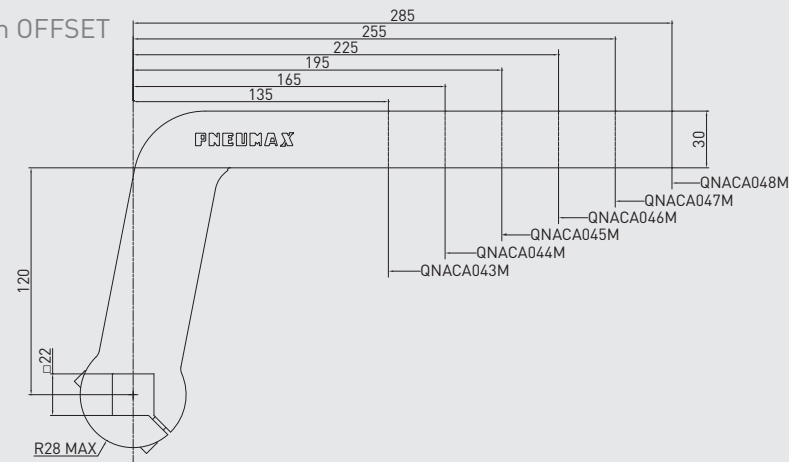 n OFFSET
285
255
225
195
165
135
PNEUMAX
30
QNACA048M
QNACA047M
QNACA046M
QNACA045M
QNACA044M
QNACA043M
120
□22
R28 MAX